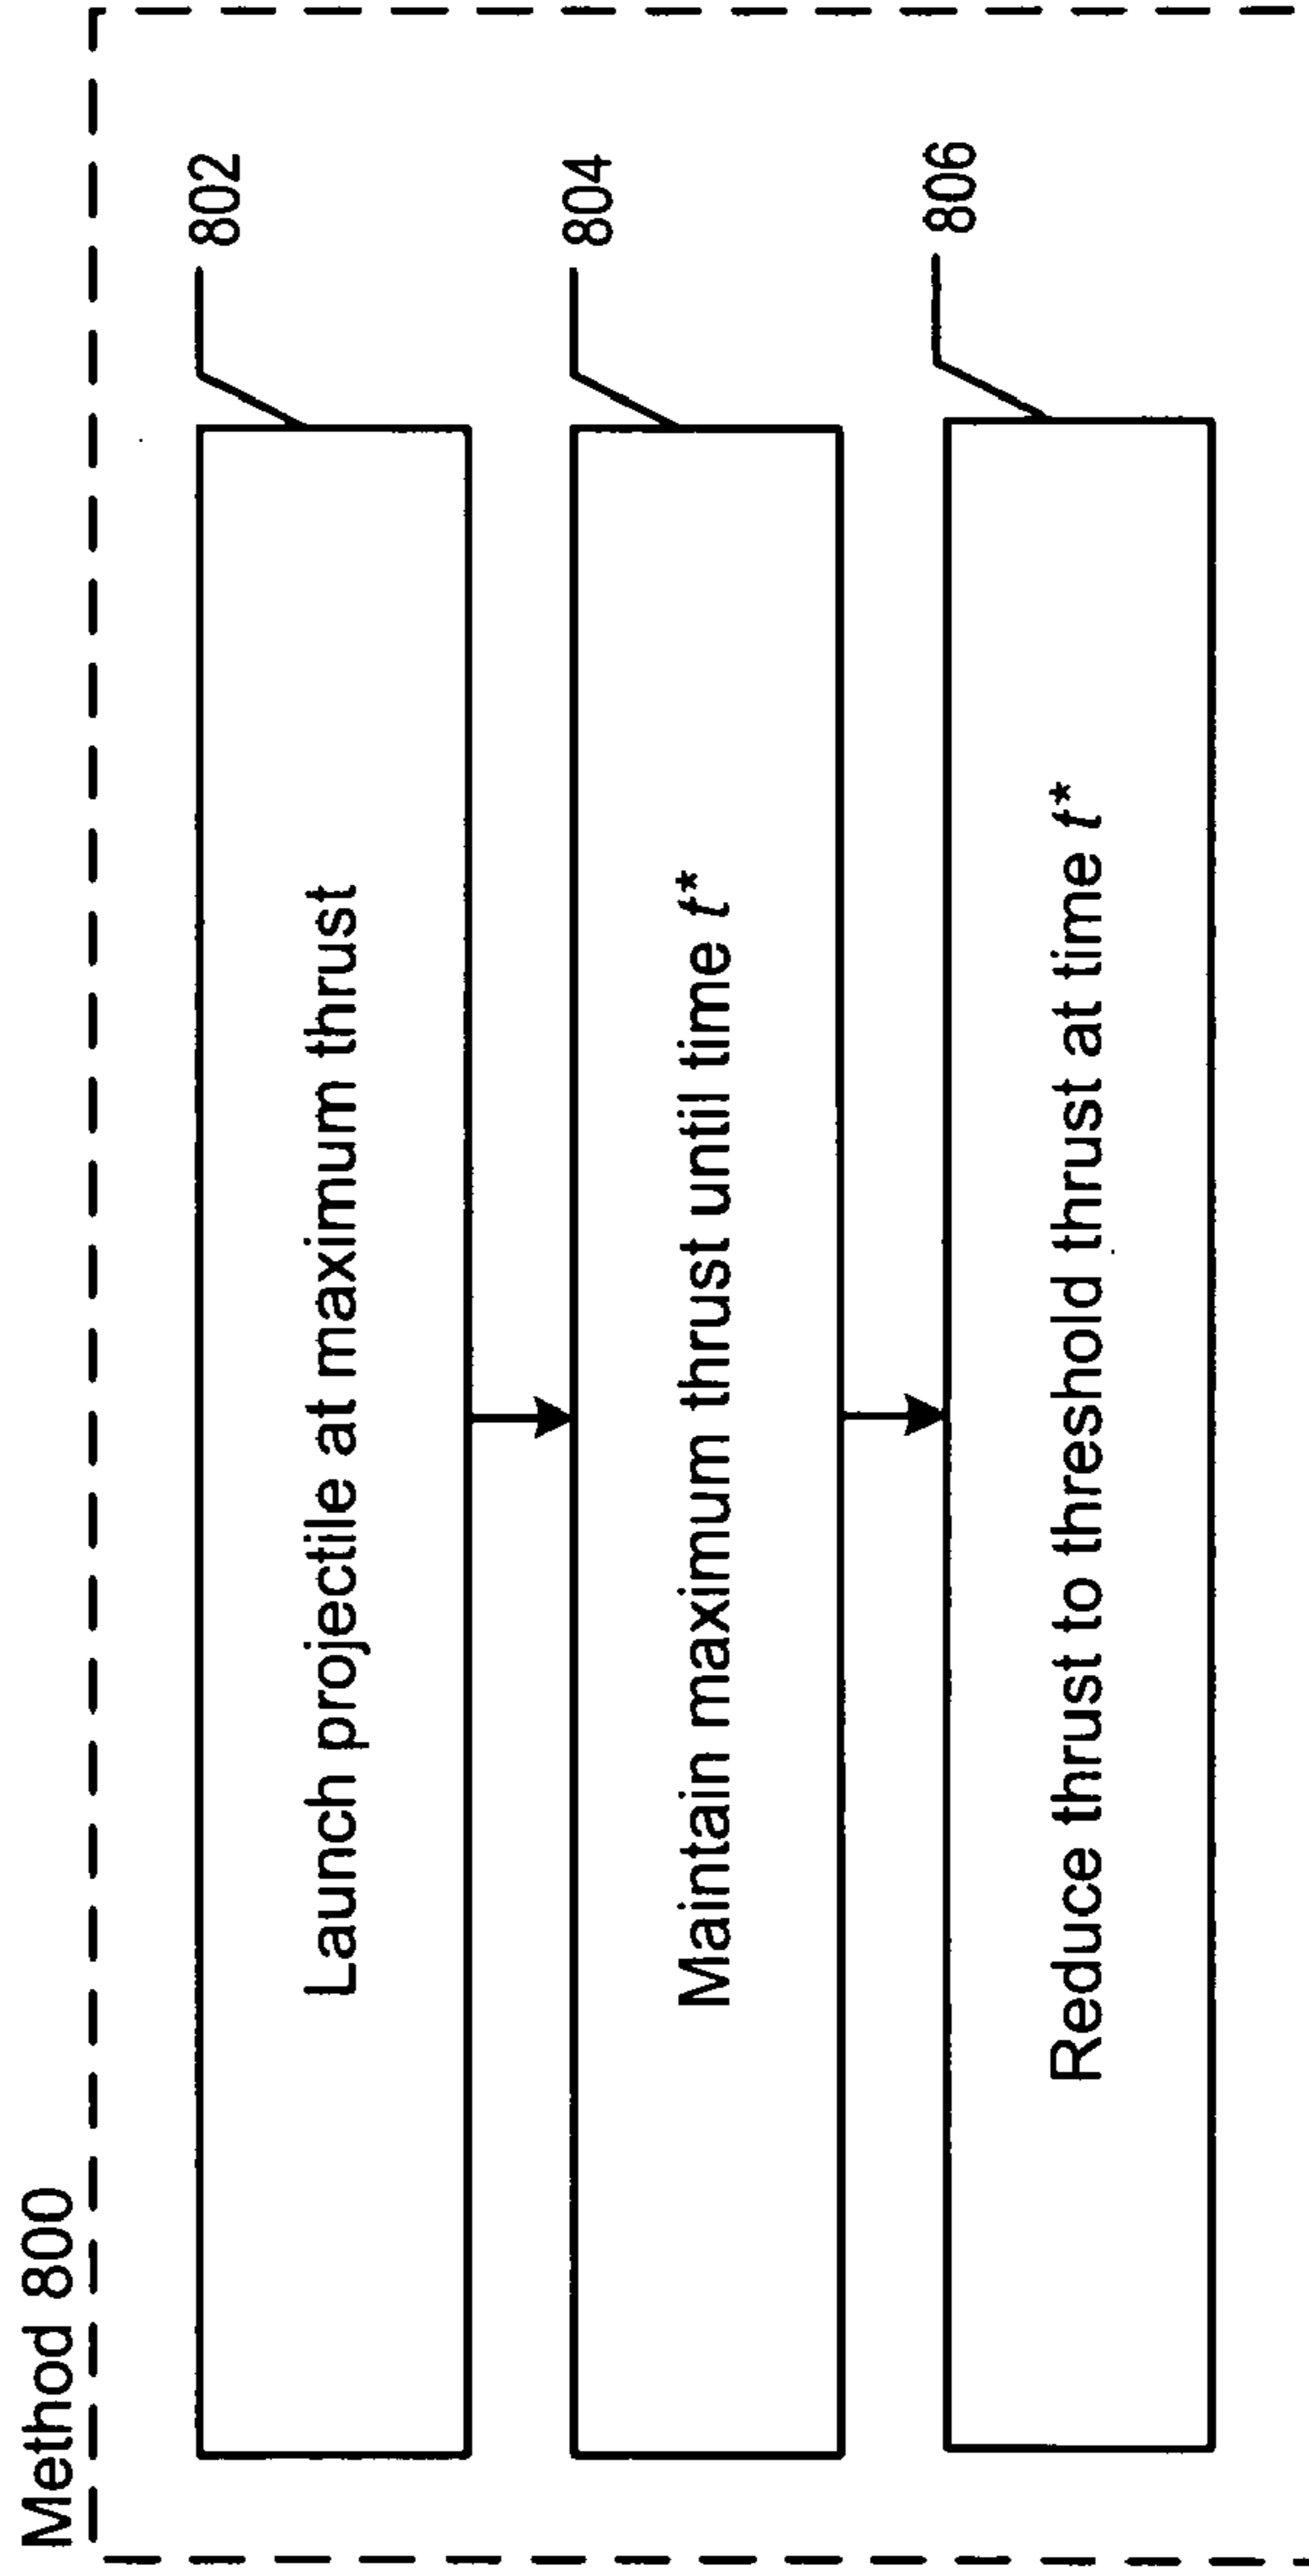 Method 800
802
Launch projectile at maximum thrust
804
Maintain maximum thrust until time t*
806
Reduce thrust to threshold thrust at time t*